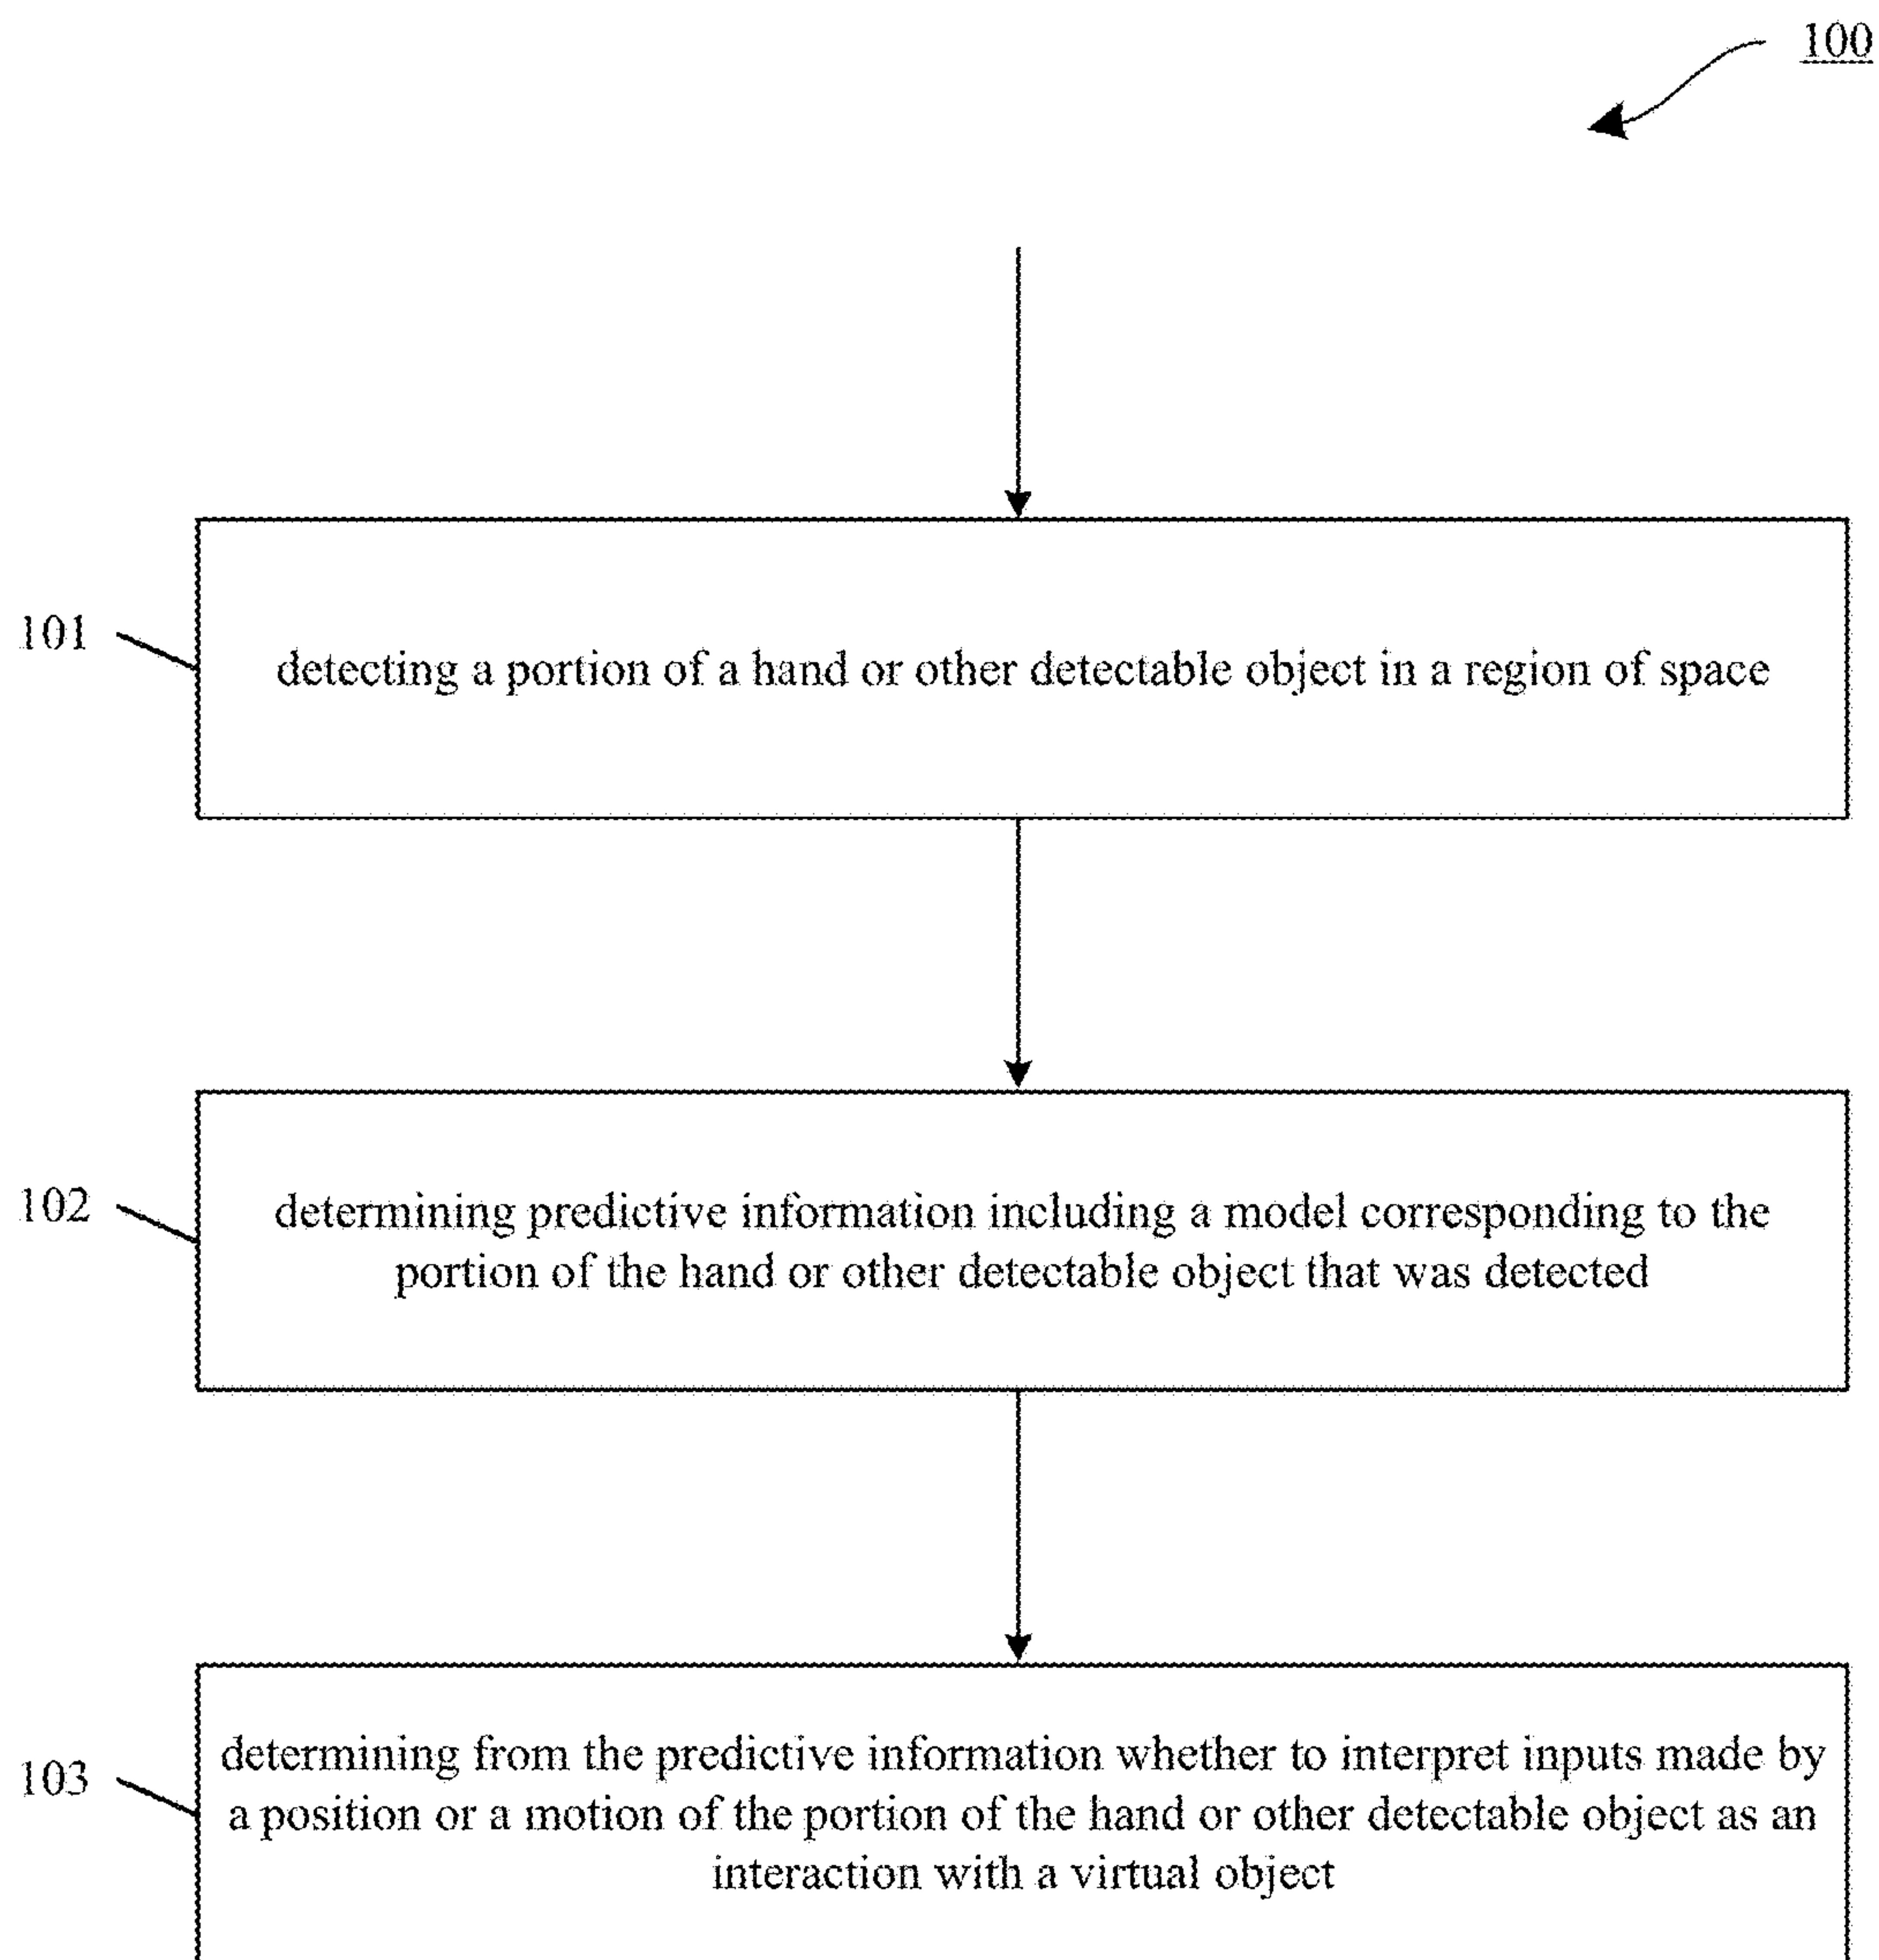 100
101
detecting a portion of a hand or other detectable object in a region of space
102
determining predictive information including a model corresponding to the
portion of the hand or other detectable object that was detected
103
determining from the predictive information whether to interpret inputs made by
a position or a motion of the portion of the hand or other detectable object as an
interaction with a virtual object